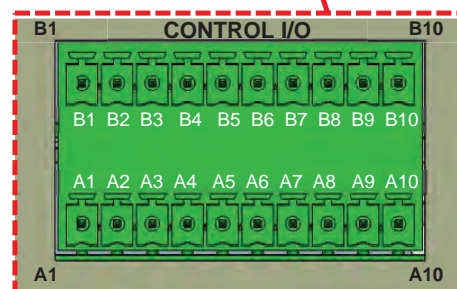 B1 CONTROL I/O B10
B1 B2 B3 B4 B5 B6 B7 B8 B9 B10
A1 A2 A3 A4 A5 A6 A7 A8 A9 A10
A1 A10